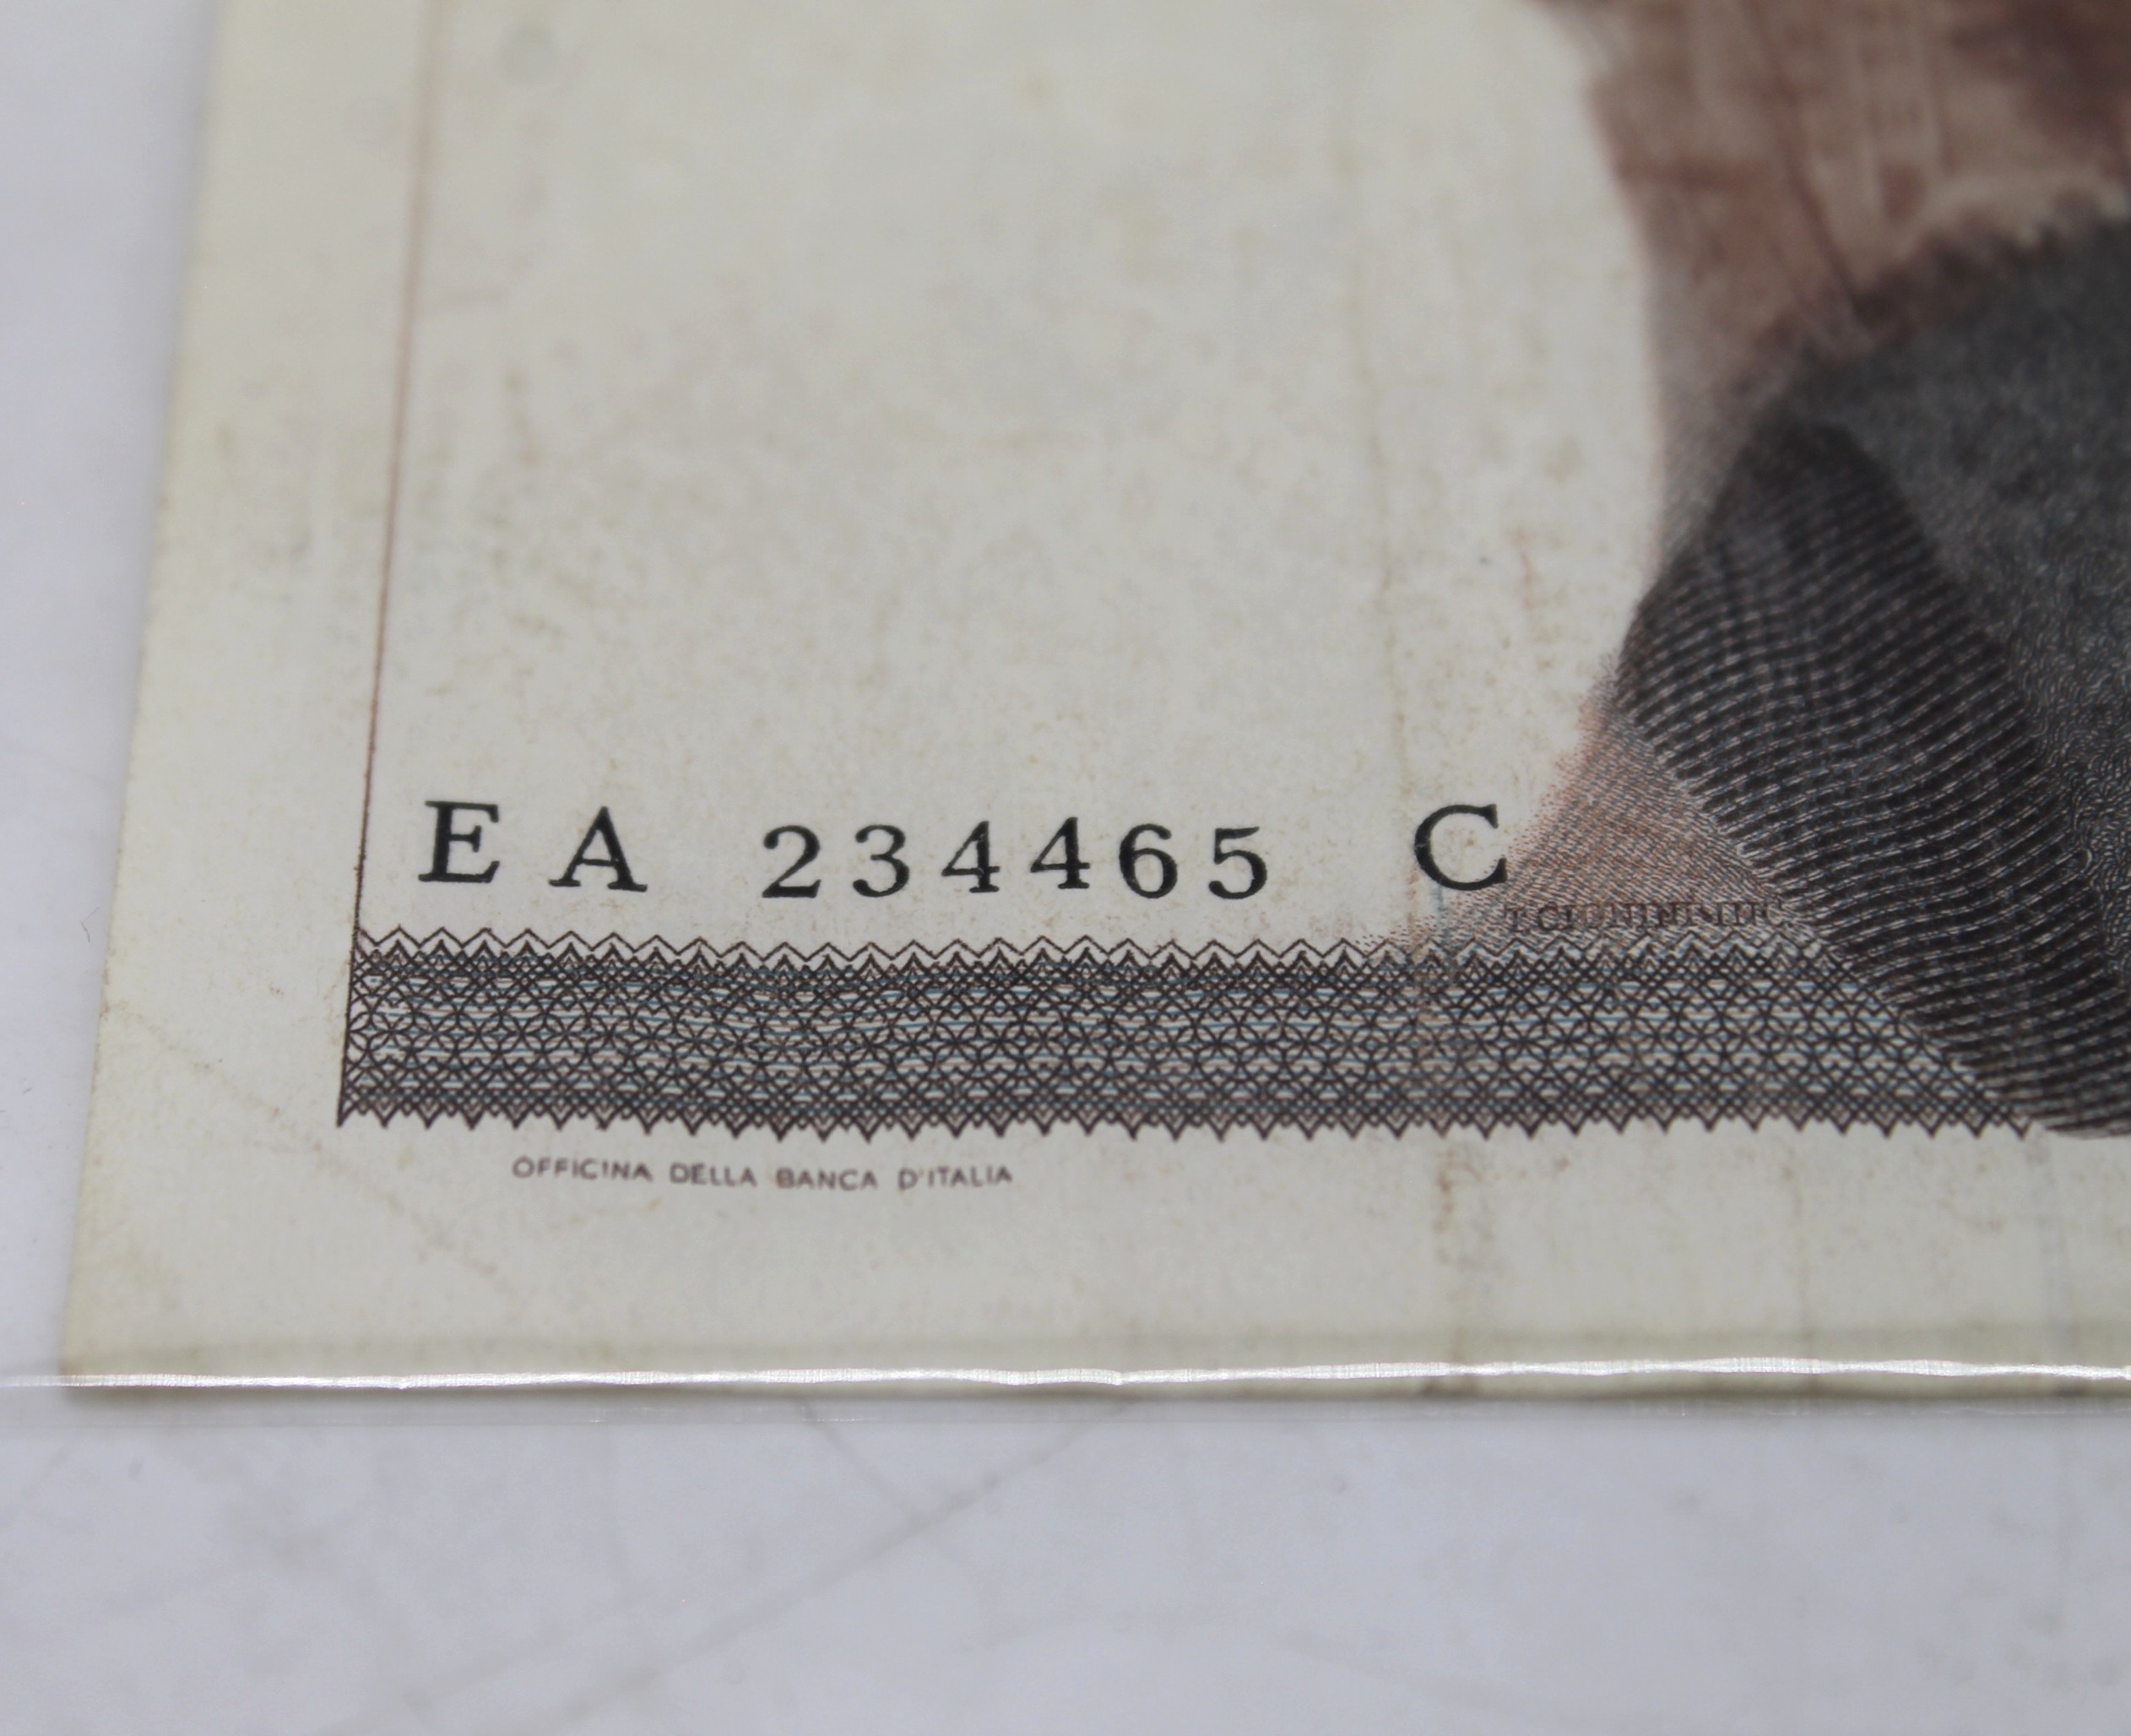 EA 234465 C
OFFICINA DELLA BANCA D'ITALIA